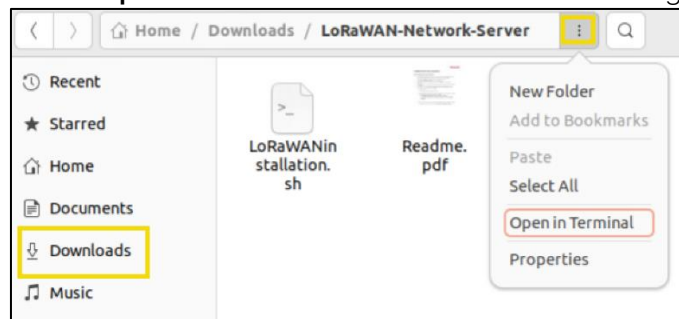 Home / Downloads / LoRaWAN-Network-Server
Recent
Starred
Home
Documents
Downloads
Music
>_
LoRaWANin
stallation.
sh
Readme.
pdf
New Folder
Add to Bookmarks
Paste
Select All
Open in Terminal
Properties